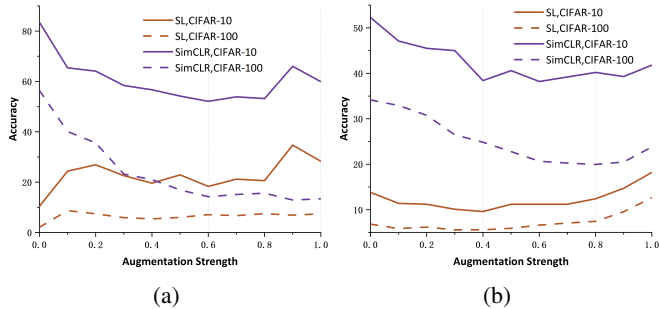 SL,CIFAR-10
SL,CIFAR-100
SimCLR,CIFAR-10
SimCLR,CIFAR-100
Accuracy
80
60
40
20
0
0.0 0.2 0.4 0.6 0.8 1.0
Augmentation Strength
(a)
SL,CIFAR-10
SL,CIFAR-100
SimCLR,CIFAR-10
SimCLR,CIFAR-100
Accuracy
50
40
30
20
10
0.0 0.2 0.4 0.6 0.8 1.0
Augmentation Strength
(b)